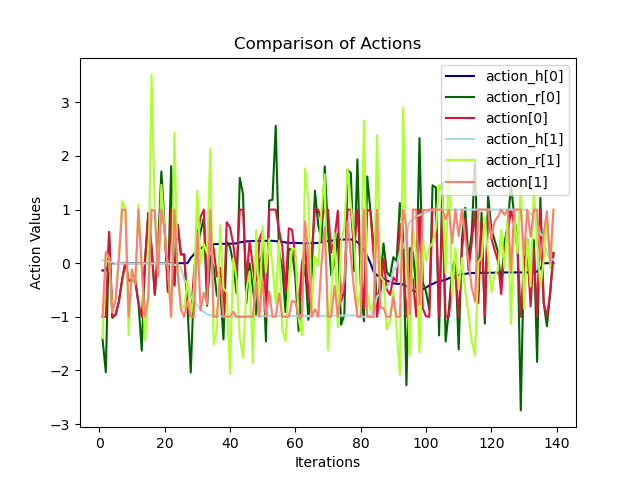 Comparison of Actions
action_h[0]
action_r[0]
action[0]
action_h[1]
action_r[1]
action[1]
Action Values
3
2
1
0
−1
−2
−3
0 20 40 60 80 100 120 140
Iterations